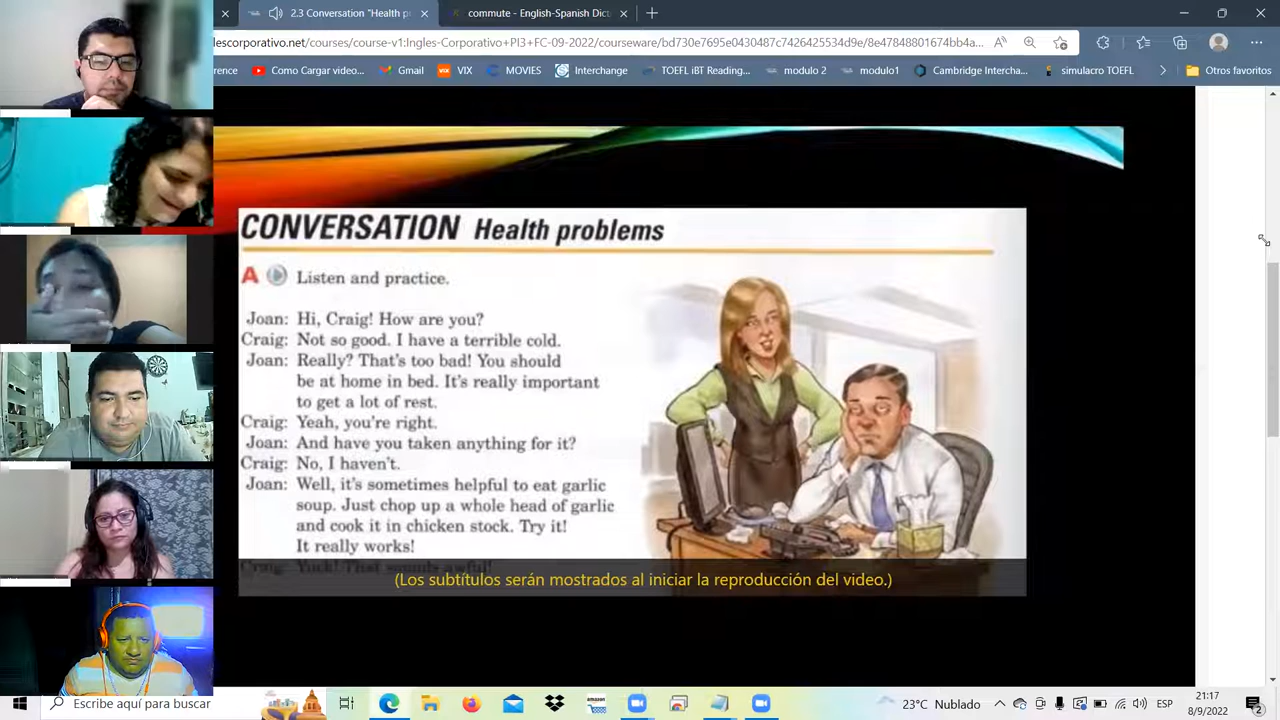 2.3 Conversation "Health p
commute - English-Spanish Dict
lescorporativo.net/courses/course-v1:Ingles-Corporativo+PI3+FC-09-2022/courseware/bd730e7695e0430487c7426425534d9e/8e47848801674bb4a...
rence
Como Cargar video...
Gmail
VIX
MOVIES
Interchange
TOEFL iBT Reading...
modulo 2
modulo1
Cambridge Intercha...
simulacro TOEFL
Otros favoritos
CONVERSATION Health problems
A Listen and practice.
Joan: Hi, Craig! How are you?
Craig: Not so good. I have a terrible cold.
Joan: Really? That's too bad! You should
be at home in bed. It's really important
to get a lot of rest.
Craig: Yeah, you're right.
Joan: And have you taken anything for it?
Craig: No, I haven't.
Joan: Well, it's sometimes helpful to eat garlic
soup. Just chop up a whole head of garlic
and cook it in chicken stock. Try it!
It really works!
Craig: Yuck! That sounds awful!
(Los subtítulos serán mostrados al iniciar la reproducción del video.)
Escribe aquí para buscar
23°C Nublado
ESP
21:17
8/9/2022
2